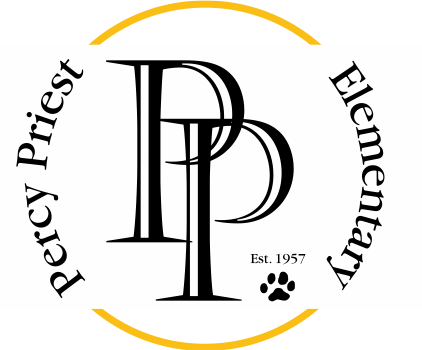 Percy Priest
Elementary
PP
Est. 1957